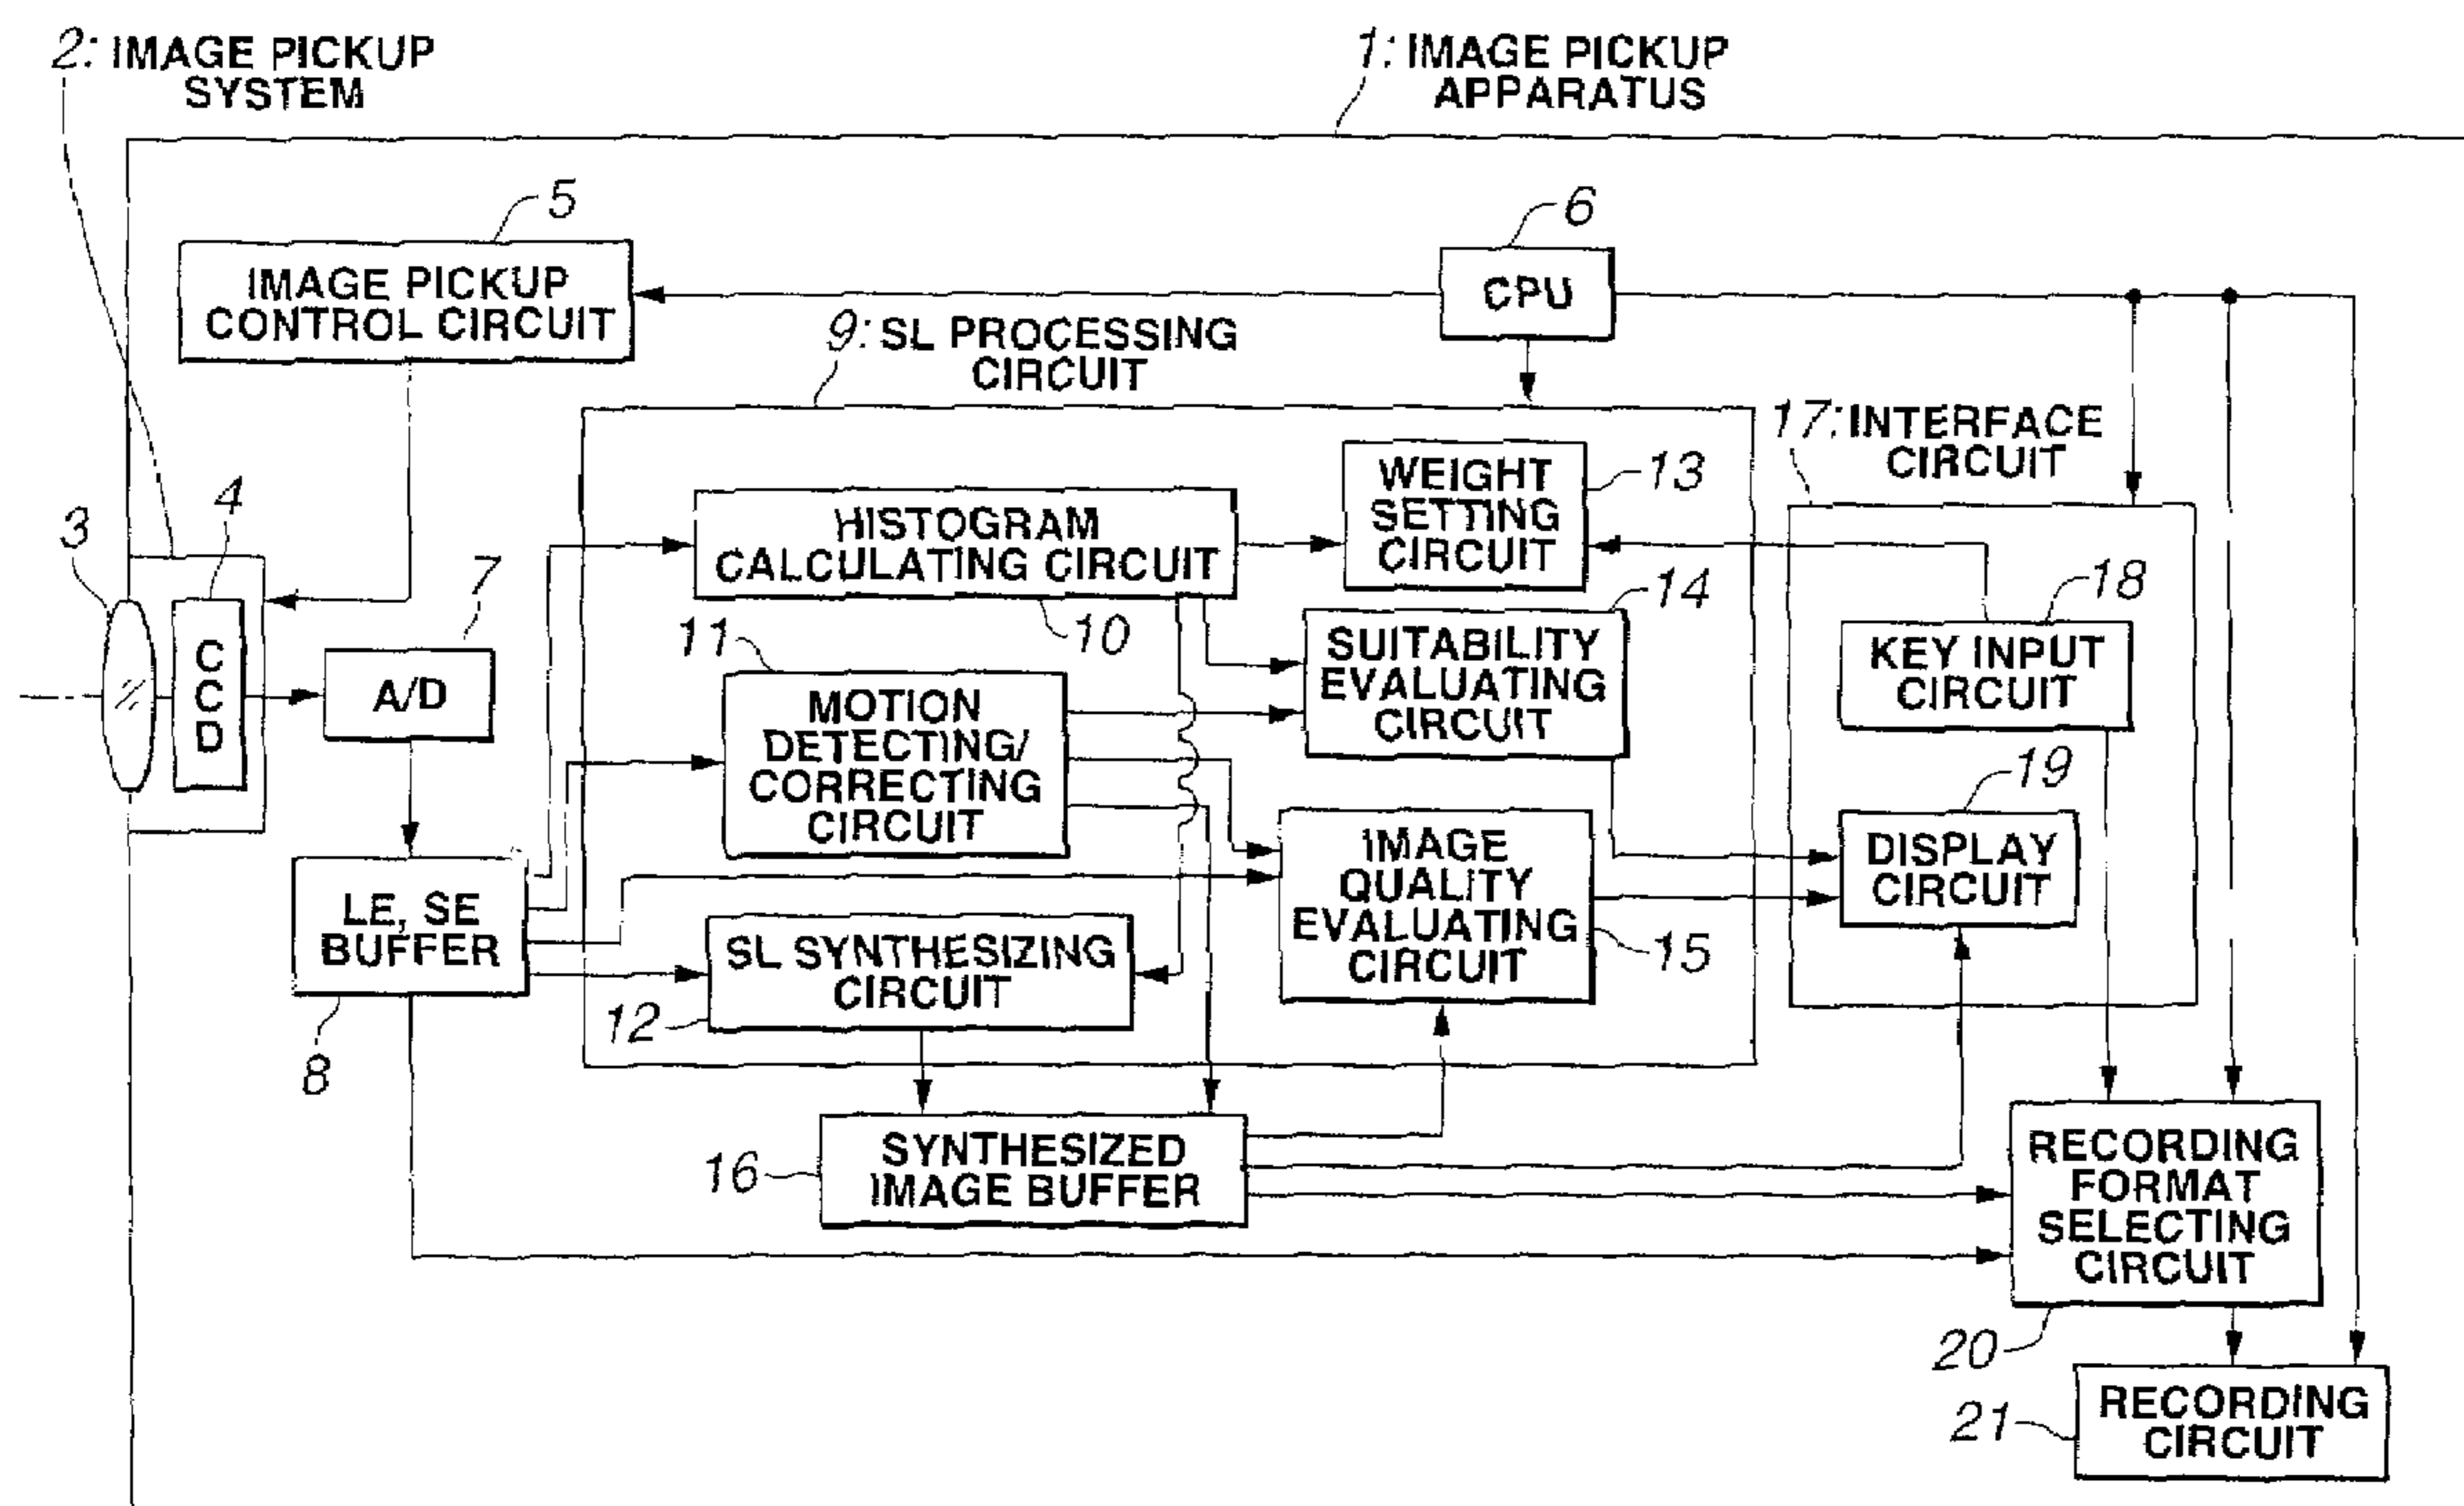 2: IMAGE PICKUP
SYSTEM
1: IMAGE PICKUP
APPARATUS
5
IMAGE PICKUP
CONTROL CIRCUIT
6
CPU
9: SL PROCESSING
CIRCUIT
17: INTERFACE
CIRCUIT
3
4
CCD
7
A/D
HISTOGRAM
CALCULATING CIRCUIT
10
WEIGHT
SETTING
CIRCUIT
13
14
SUITABILITY
EVALUATING
CIRCUIT
18
KEY INPUT
CIRCUIT
11
MOTION
DETECTING/
CORRECTING
CIRCUIT
19
DISPLAY
CIRCUIT
IMAGE
QUALITY
EVALUATING
CIRCUIT
15
LE, SE
BUFFER
8
SL SYNTHESIZING
CIRCUIT
12
16
SYNTHESIZED
IMAGE BUFFER
RECORDING
FORMAT
SELECTING
CIRCUIT
20
RECORDING
CIRCUIT
21